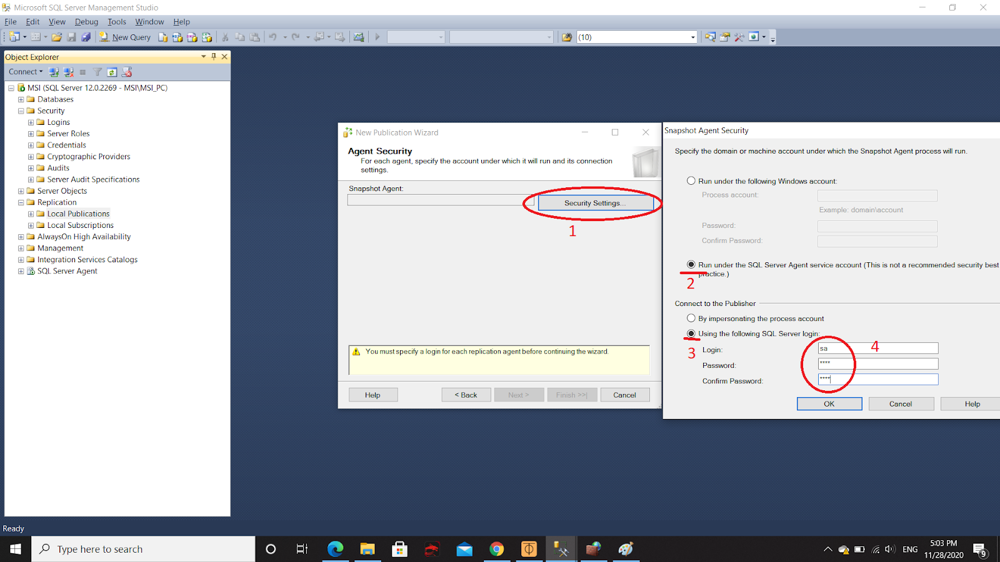 Microsoft SQL Server Management Studio
File Edit View Debug Tools Window Help
New Query
(10)
Object Explorer
Connect
MSI (SQL Server 12.0.2269 - MSI\MSI_PC)
Databases
Security
Logins
Server Roles
Credentials
Cryptographic Providers
Audits
Server Audit Specifications
Server Objects
Replication
Local Publications
Local Subscriptions
AlwaysOn High Availability
Management
Integration Services Catalogs
SQL Server Agent
New Publication Wizard
Agent Security
For each agent, specify the account under which it will run and its connection
settings.
Snapshot Agent:
Security Settings...
1
You must specify a login for each replication agent before continuing the wizard.
Help
< Back
Next >
Finish >>|
Cancel
Snapshot Agent Security
Specify the domain or machine account under which the Snapshot Agent process will run.
Run under the following Windows account:
Process account:
Example: domain\account
Password:
Confirm Password:
Run under the SQL Server Agent service account (This is not a recommended security best
practice.)
2
Connect to the Publisher
By impersonating the process account
Using the following SQL Server login:
3
Login:
sa
4
Password:
****
Confirm Password:
****
OK
Cancel
Help
Ready
Type here to search
ENG
5:03 PM
11/28/2020
9